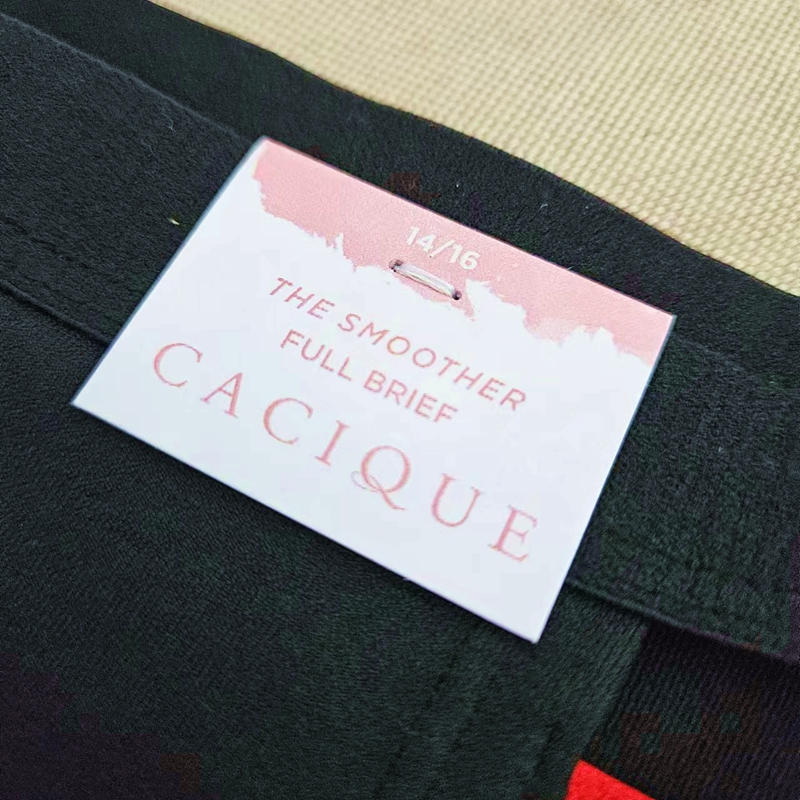 14/16
THE SMOOTHER
FULL BRIEF
CACIQUE